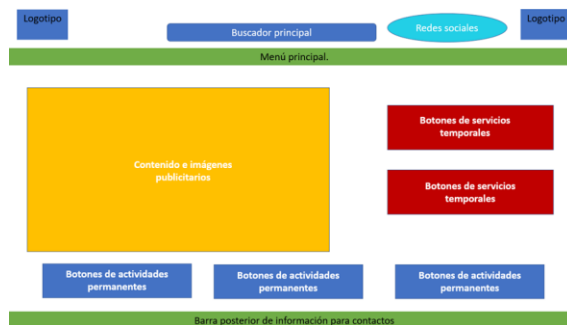 Logotipo
Buscador principal
Redes sociales
Logotipo
Menú principal.
Contenido e imágenes
publicitarios
Botones de servicios
temporales
Botones de servicios
temporales
Botones de actividades
permanentes
Botones de actividades
permanentes
Botones de actividades
permanentes
Barra posterior de información para contactos